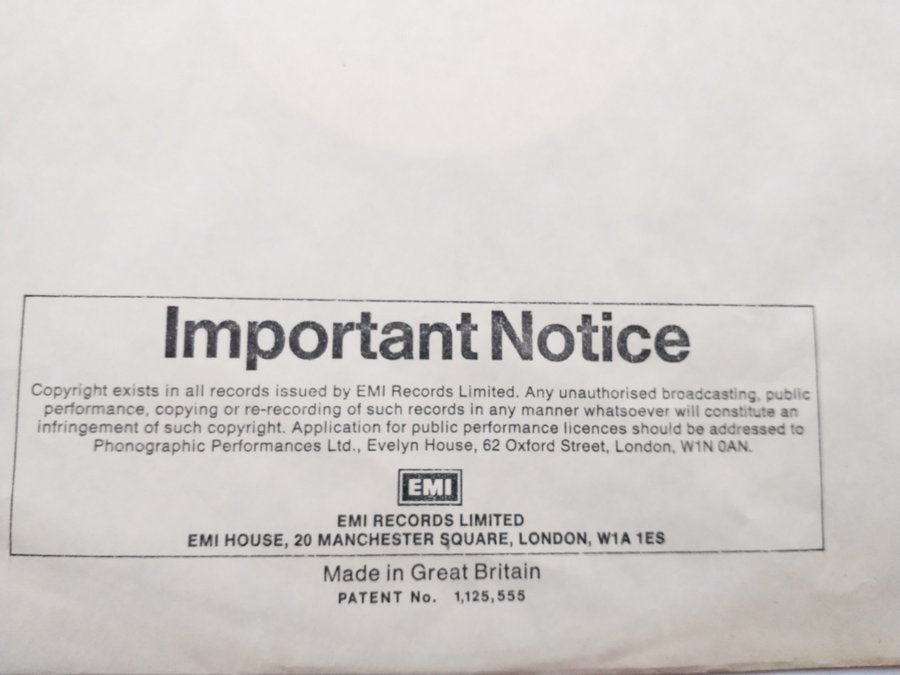 Important Notice
Copyright exists in all records issued by EMI Records Limited. Any unauthorised broadcasting, public
performance, copying or re-recording of such records in any manner whatsoever will constitute an
infringement of such copyright. Application for public performance licences should be addressed to
Phonographic Performances Ltd., Evelyn House, 62 Oxford Street, London, W1N 0AN.
EMI
EMI RECORDS LIMITED
EMI HOUSE, 20 MANCHESTER SQUARE, LONDON, W1A 1ES
Made in Great Britain
PATENT No. 1,125,555